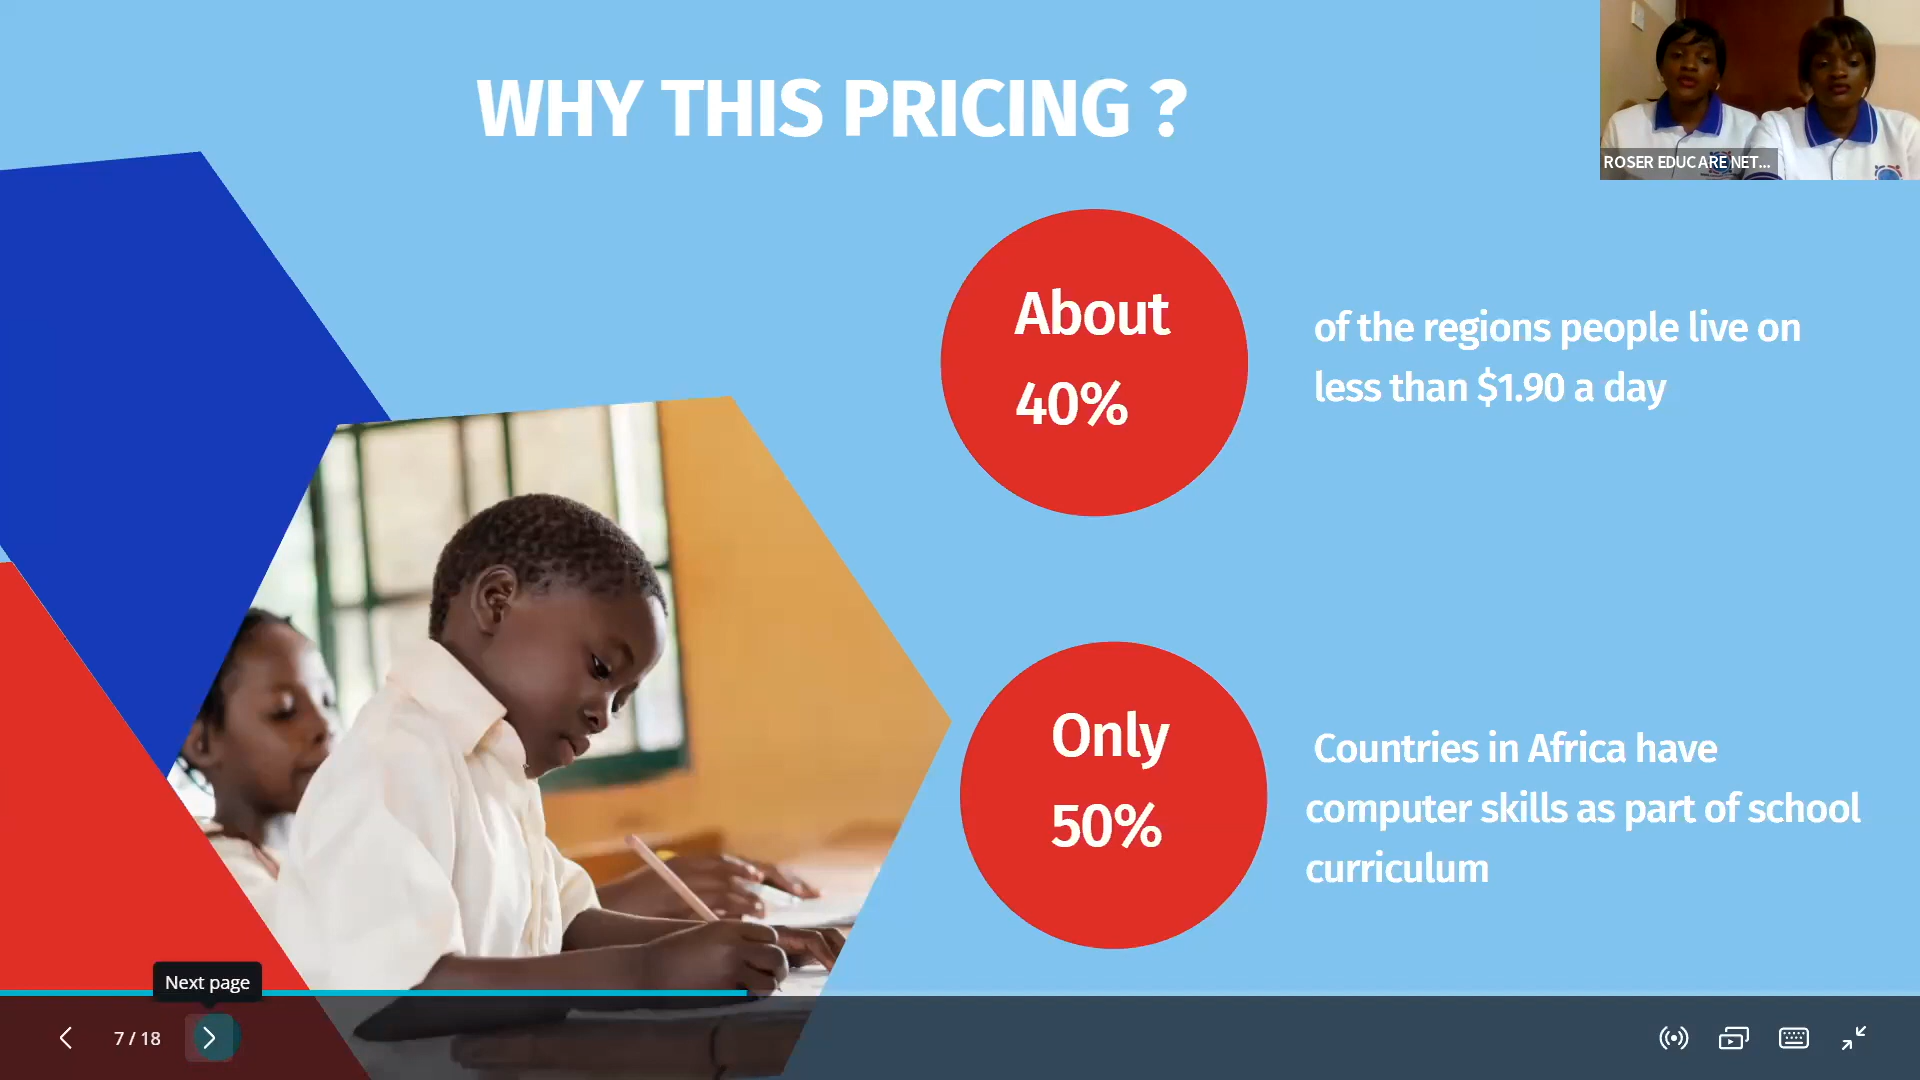 WHY THIS PRICING ?
ROSER EDUCARE NET...
About
40%
of the regions people live on
less than $1.90 a day
Only
50%
Countries in Africa have
computer skills as part of school
curriculum
Next page
7 / 18